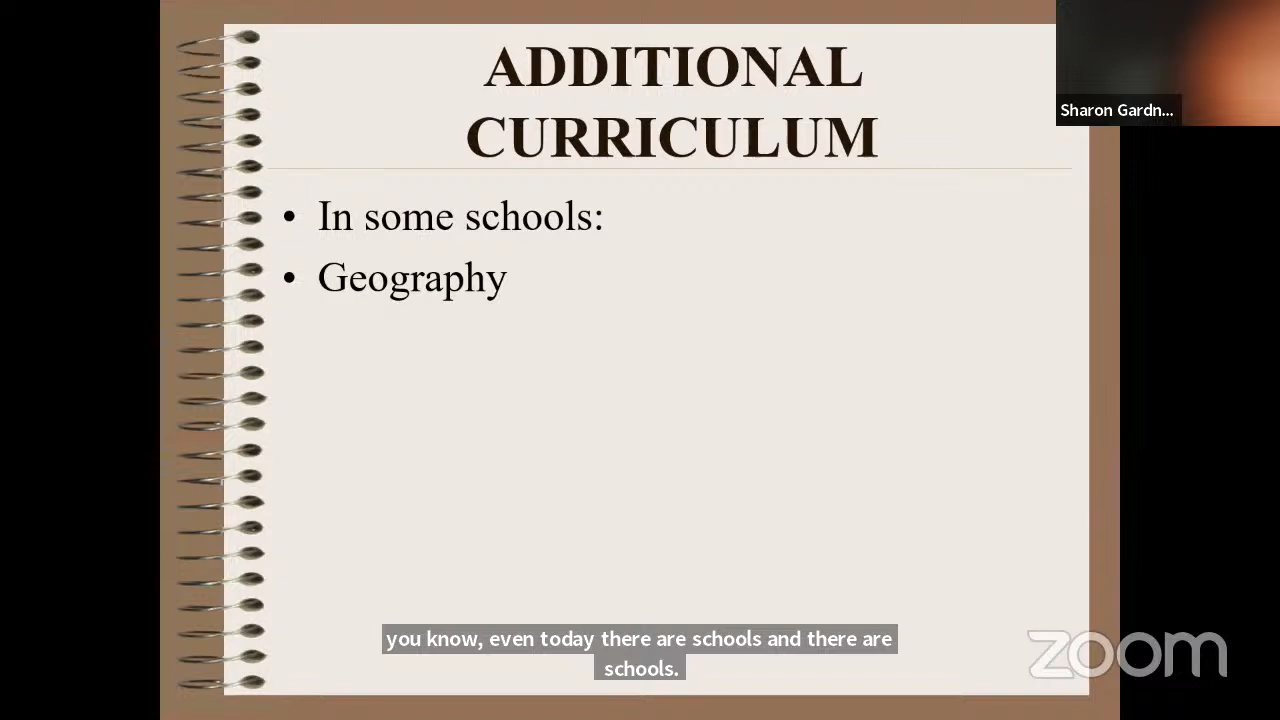 ADDITIONAL
CURRICULUM
Sharon Gardn...
• In some schools:
• Geography
you know, even today there are schools and there are
schools.
zoom